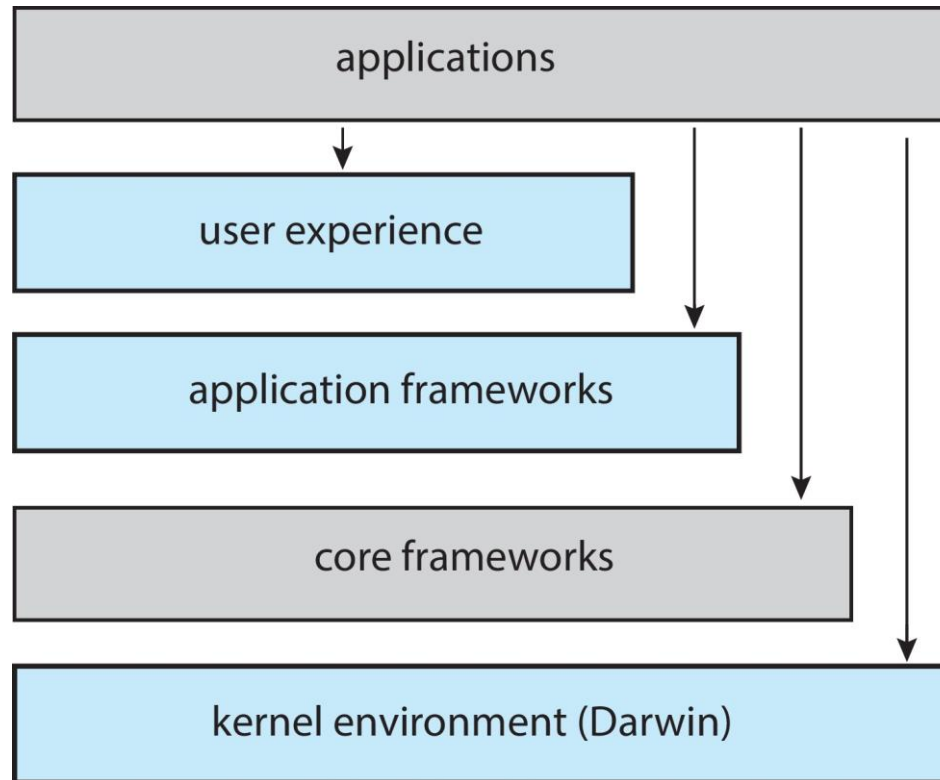 applications
user experience
application frameworks
core frameworks
kernel environment (Darwin)